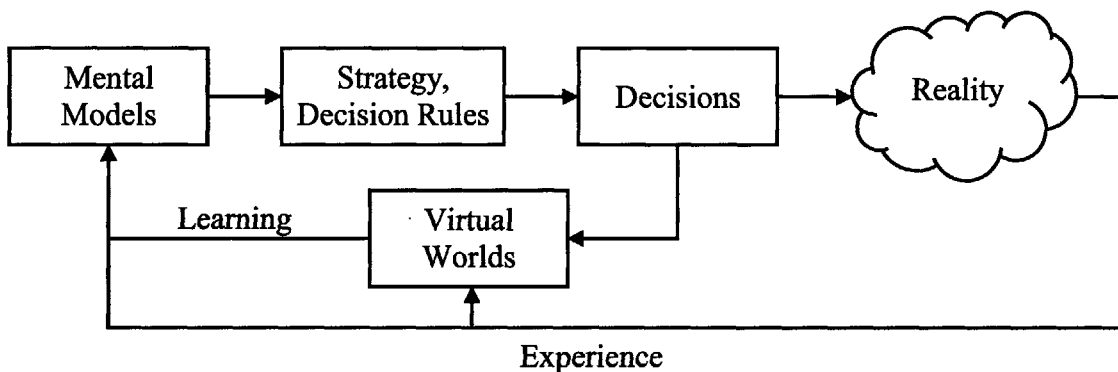 Mental
Models
Strategy,
Decision Rules
Decisions
Reality
Learning
Virtual
Worlds
Experience